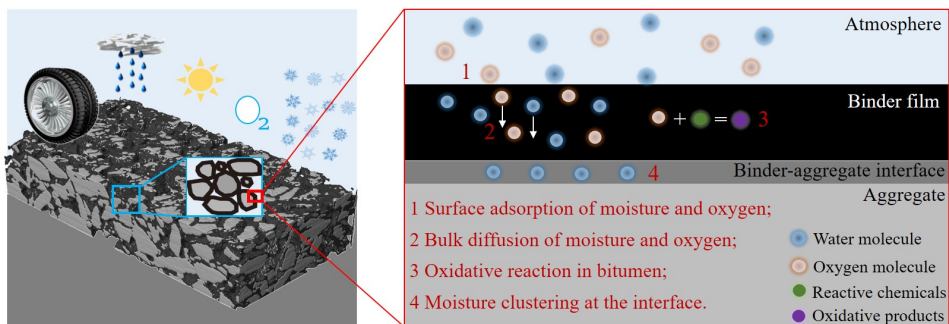 2
Atmosphere
1
Binder film
2
+
=
3
Binder-aggregate interface
4
Aggregate
1 Surface adsorption of moisture and oxygen;
2 Bulk diffusion of moisture and oxygen;
3 Oxidative reaction in bitumen;
4 Moisture clustering at the interface.
Water molecule
Oxygen molecule
Reactive chemicals
Oxidative products